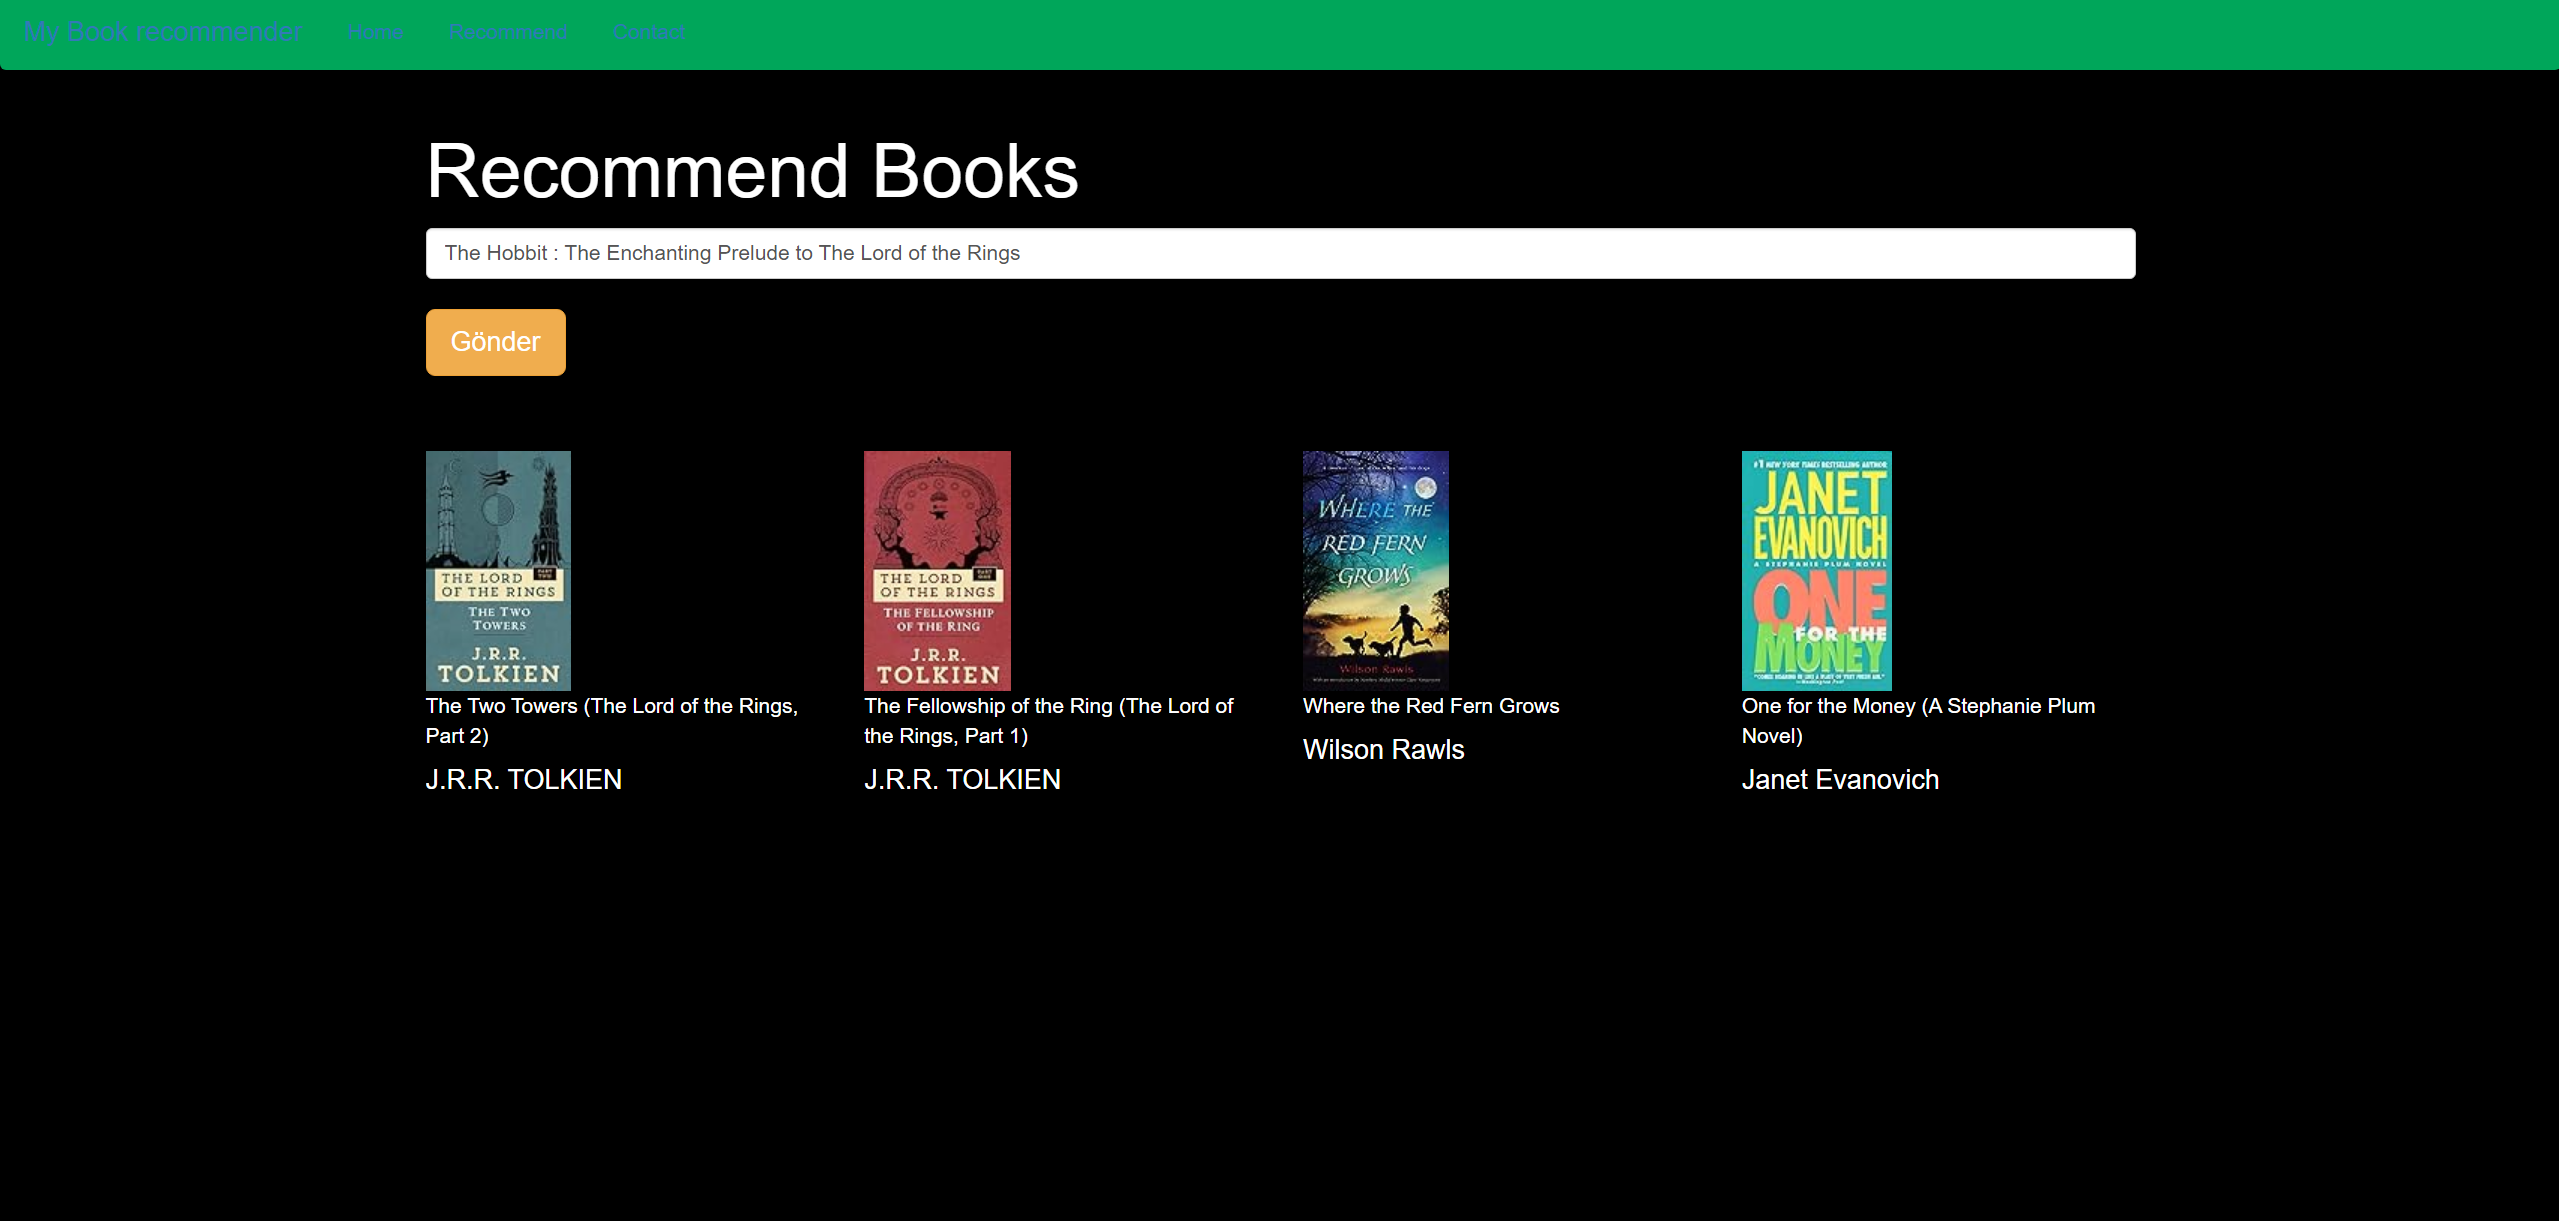 My Book recommender Home Recommend Contact
Recommend Books
The Hobbit : The Enchanting Prelude to The Lord of the Rings
Gönder
THE LORD
OF THE RINGS
PART TWO
THE TWO
TOWERS
J.R.R.
TOLKIEN
The Two Towers (The Lord of the Rings,
Part 2)
J.R.R. TOLKIEN
THE LORD
OF THE RINGS
PART ONE
THE FELLOWSHIP
OF THE RING
J.R.R.
TOLKIEN
The Fellowship of the Ring (The Lord of
the Rings, Part 1)
J.R.R. TOLKIEN
WHERE THE
RED FERN
GROWS
Wilson Rawls
Where the Red Fern Grows
Wilson Rawls
#1 NEW YORK TIMES BESTSELLING AUTHOR
JANET
EVANOVICH
A STEPHANIE PLUM NOVEL
ONE
FOR THE
MONEY
One for the Money (A Stephanie Plum
Novel)
Janet Evanovich